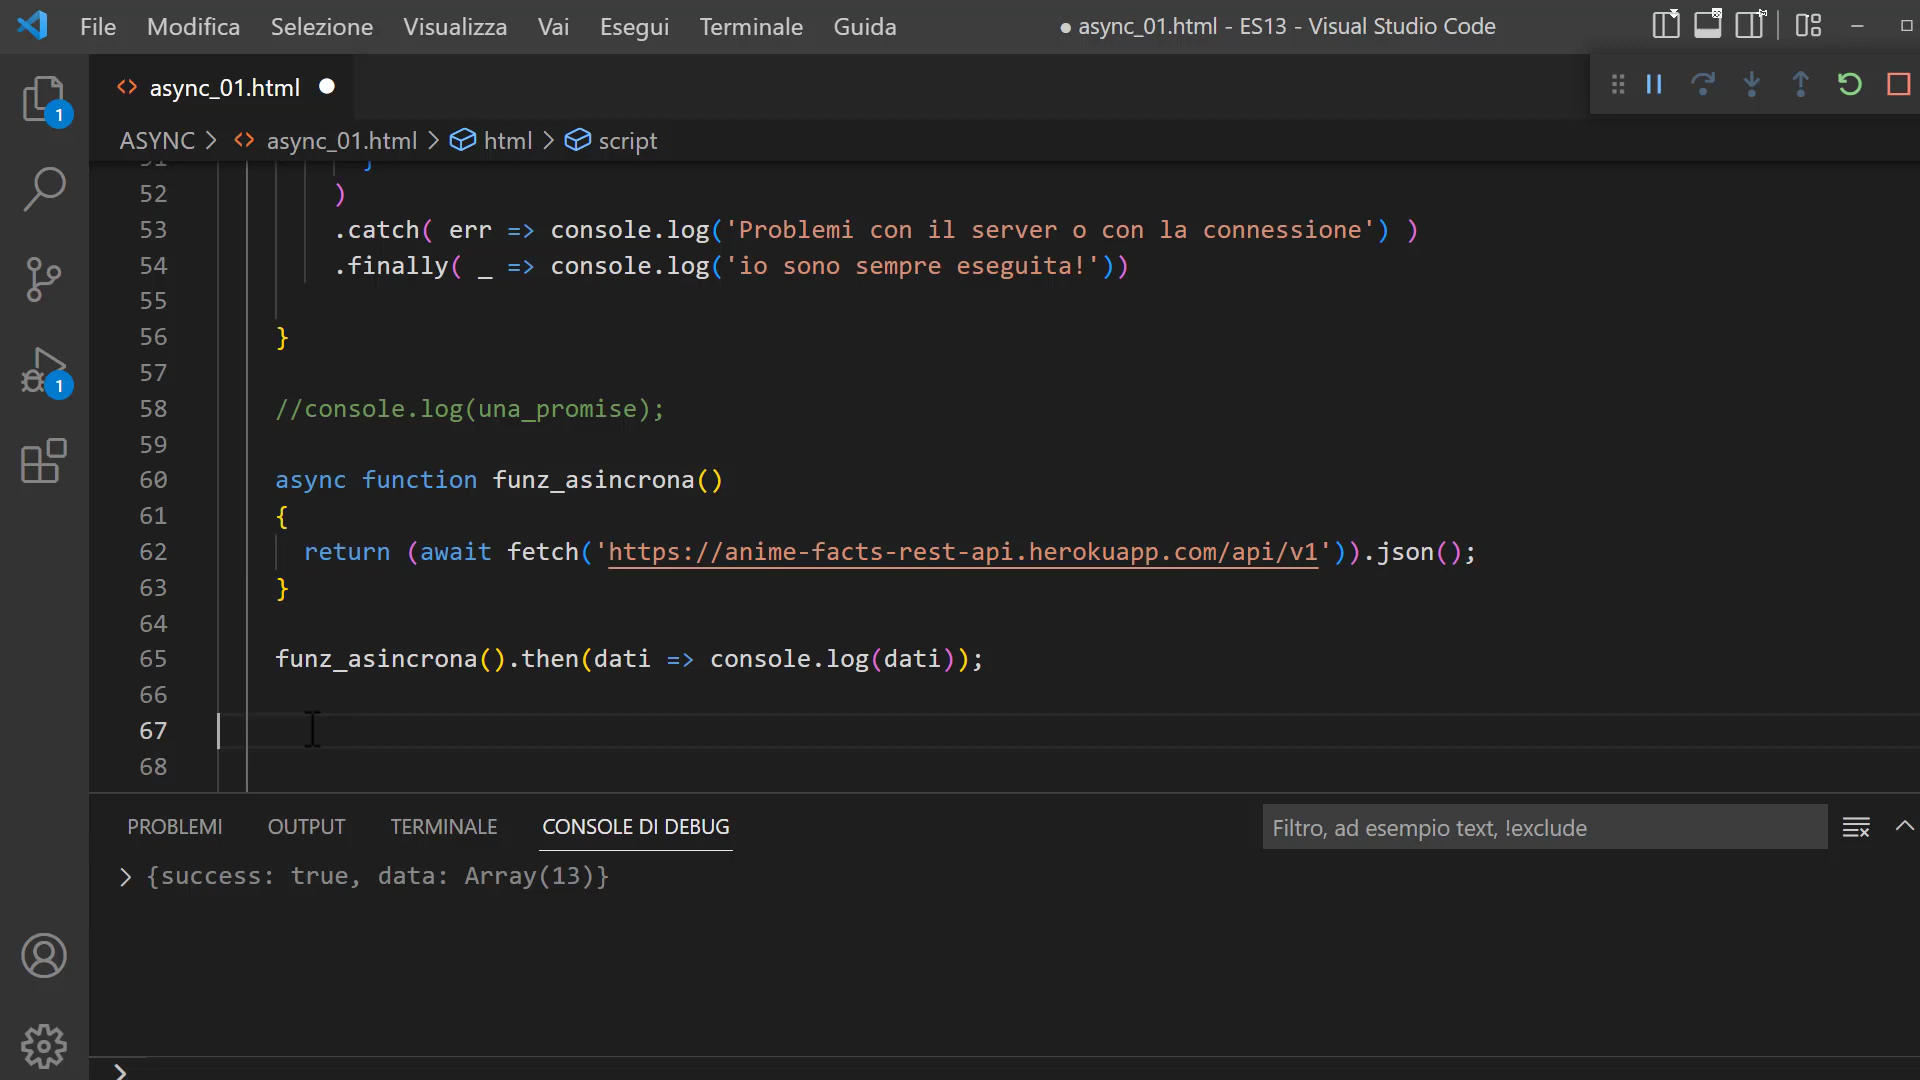 File Modifica Selezione Visualizza Vai Esegui Terminale Guida ● async_01.html - ES13 - Visual Studio Code
<> async_01.html ●
1
ASYNC > <> async_01.html > html > script
51 }
52 )
53 .catch( err => console.log('Problemi con il server o con la connessione') )
54 .finally( _ => console.log('io sono sempre eseguita!'))
55
56 }
57
58 //console.log(una_promise);
1
59
60 async function funz_asincrona()
61 {
62 return (await fetch('https://anime-facts-rest-api.herokuapp.com/api/v1')).json();
63 }
64
65 funz_asincrona().then(dati => console.log(dati));
66
67
68
PROBLEMI OUTPUT TERMINALE CONSOLE DI DEBUG Filtro, ad esempio text, !exclude
> {success: true, data: Array(13)}
>